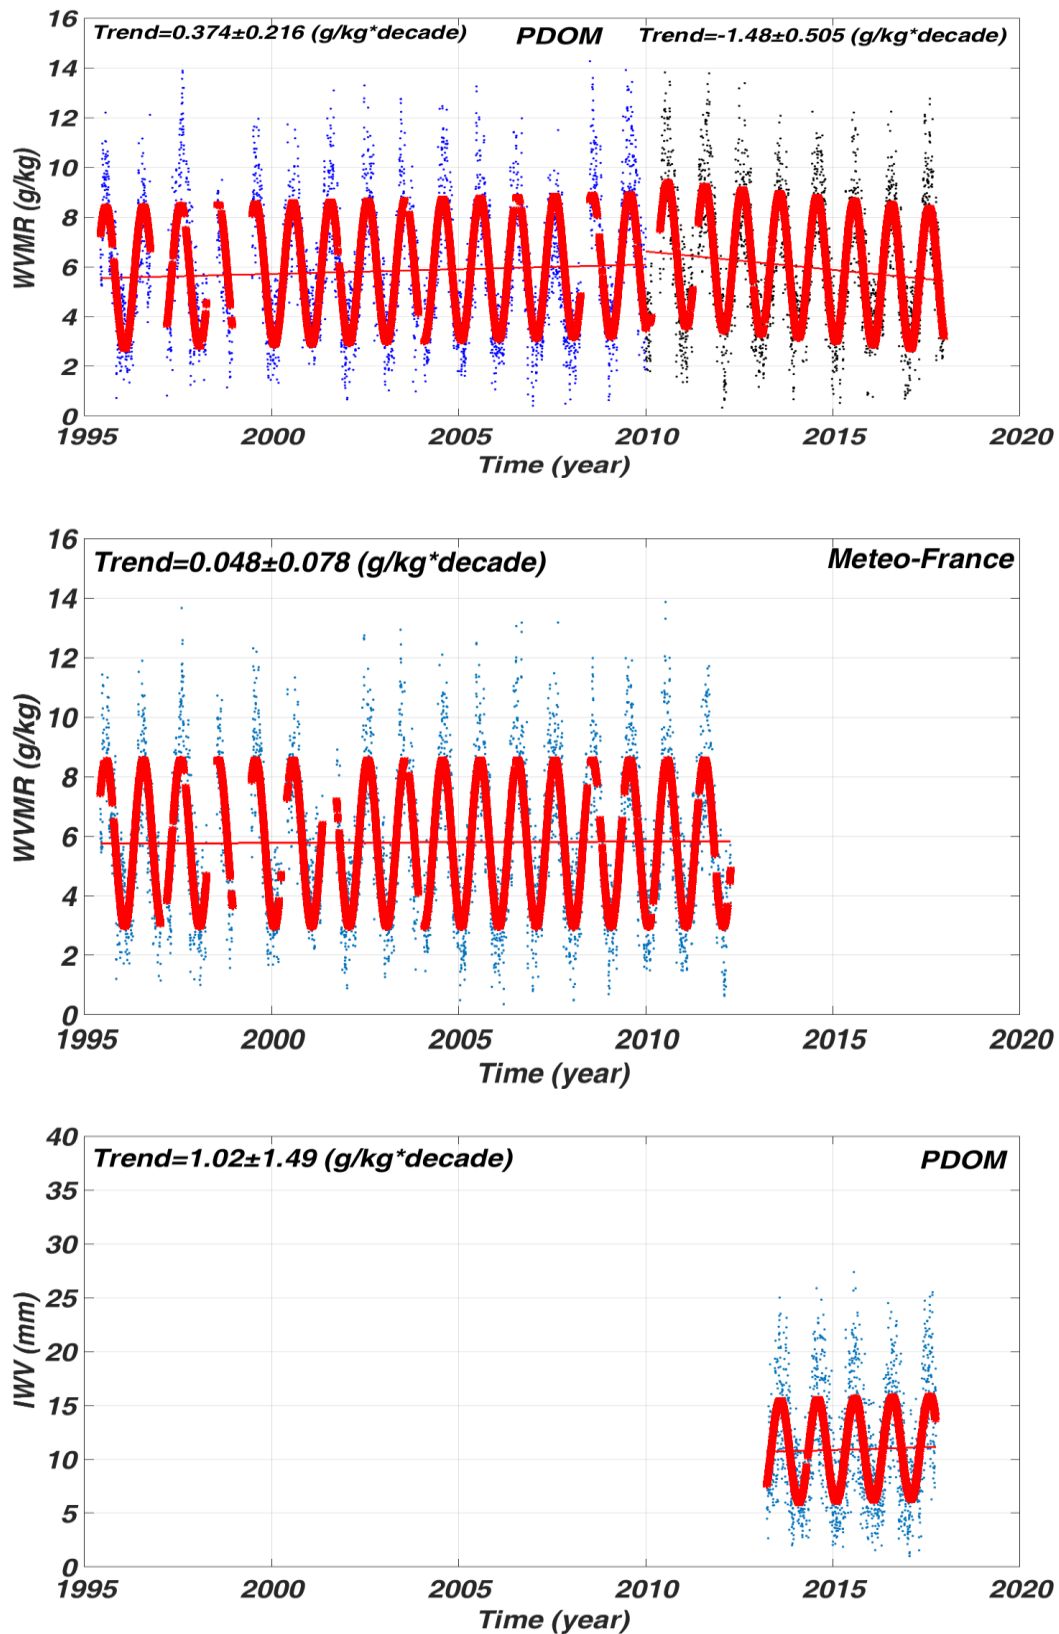 Trend=0.374±0.216 (g/kg*decade) PDOM Trend=-1.48±0.505 (g/kg*decade)
WVMR (g/kg)
16
14
12
10
8
6
4
2
0
1995 2000 2005 2010 2015 2020
Time (year)
Trend=0.048±0.078 (g/kg*decade) Meteo-France
WVMR (g/kg)
16
14
12
10
8
6
4
2
0
1995 2000 2005 2010 2015 2020
Time (year)
Trend=1.02±1.49 (g/kg*decade) PDOM
IWV (mm)
40
35
30
25
20
15
10
5
0
1995 2000 2005 2010 2015 2020
Time (year)